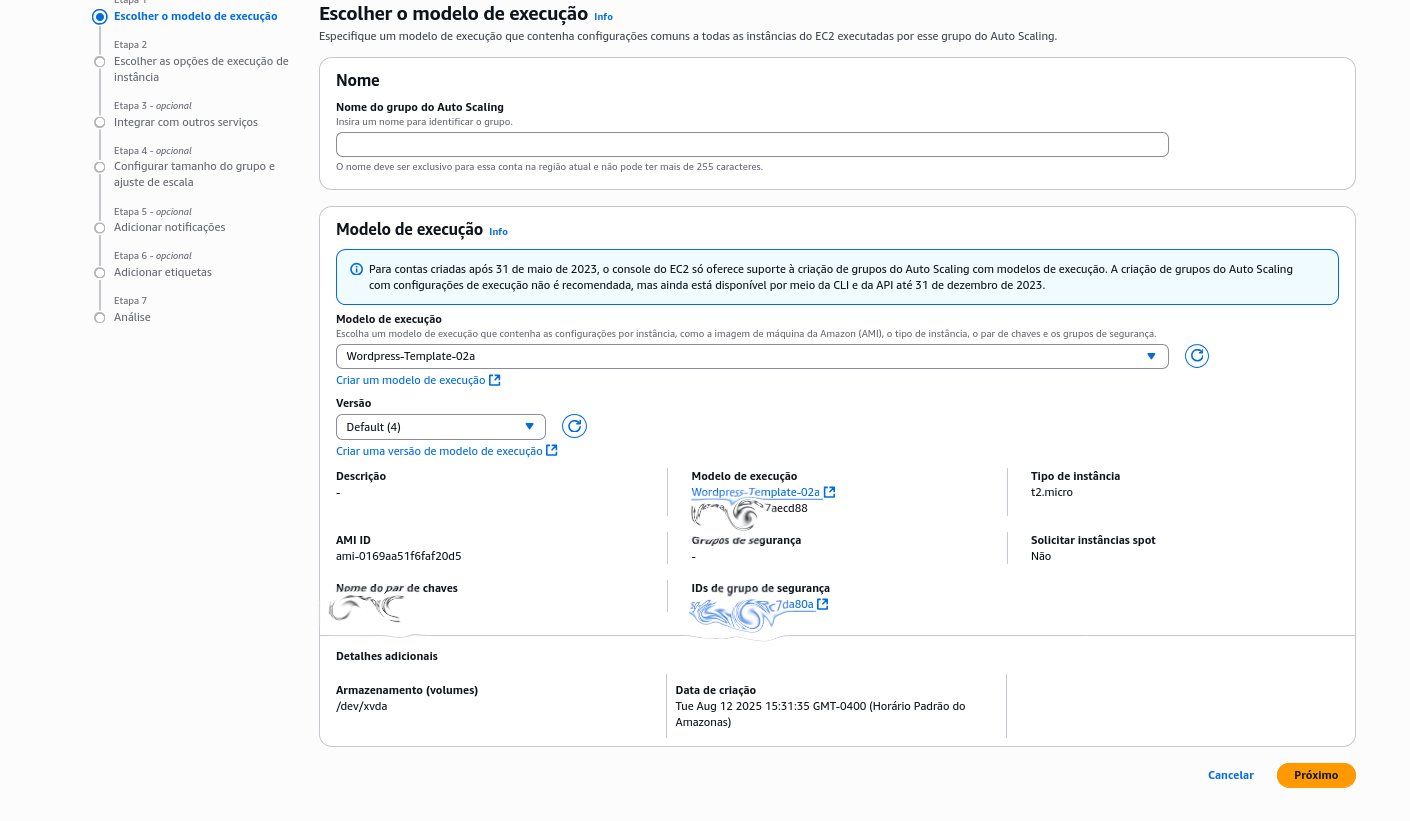 Etapa 1
Escolher o modelo de execução
Etapa 2
Escolher as opções de execução de
instância
Etapa 3 - opcional
Integrar com outros serviços
Etapa 4 - opcional
Configurar tamanho do grupo e
ajuste de escala
Etapa 5 - opcional
Adicionar notificações
Etapa 6 - opcional
Adicionar etiquetas
Etapa 7
Análise
Escolher o modelo de execução Info
Especifique um modelo de execução que contenha configurações comuns a todas as instâncias do EC2 executadas por esse grupo do Auto Scaling.
Nome
Nome do grupo do Auto Scaling
Insira um nome para identificar o grupo.
O nome deve ser exclusivo para essa conta na região atual e não pode ter mais de 255 caracteres.
Modelo de execução Info
Para contas criadas após 31 de maio de 2023, o console do EC2 só oferece suporte à criação de grupos do Auto Scaling com modelos de execução. A criação de grupos do Auto Scaling
com configurações de execução não é recomendada, mas ainda está disponível por meio da CLI e da API até 31 de dezembro de 2023.
Modelo de execução
Escolha um modelo de execução que contenha as configurações por instância, como a imagem de máquina da Amazon (AMI), o tipo de instância, o par de chaves e os grupos de segurança.
Wordpress-Template-02a
Criar um modelo de execução
Versão
Default (4)
Criar uma versão de modelo de execução
Descrição
-
Modelo de execução
Wordpress-Template-02a
7aecd88
Tipo de instância
t2.micro
AMI ID
ami-0169aa51f6faf20d5
Grupos de segurança
-
Solicitar instâncias spot
Não
Nome do par de chaves
IDs de grupo de segurança
c7da80a
Detalhes adicionais
Armazenamento (volumes)
/dev/xvda
Data de criação
Tue Aug 12 2025 15:31:35 GMT-0400 (Horário Padrão do
Amazonas)
Cancelar
Próximo